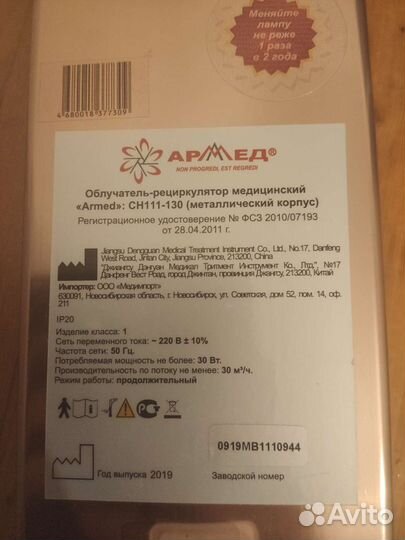 Меняйте
лампу
не реже
1 раза
в 2 года
4 680018 377309
АРМЕД®
NON PROGREDI, EST REGREDI
Облучатель-рециркулятор медицинский
«Armed»: СН111-130 (металлический корпус)
Регистрационное удостоверение № ФСЗ 2010/07193
от 28.04.2011 г.
Jiangsu Dengguan Medical Treatment Instrument Co., Ltd., No.17, Danfeng
West Road, Jintan City, Jiangsu Province, 213200, China
"Джиангсу Дэнгуан Медикал Тритмент Инструмент Ко., Лтд.", №17
Данфенг Вест Роад, город Джинтан, провинция Джангсу, 213200, Китай
Импортер: ООО «Медимпорт»
630091, Новосибирская область, г. Новосибирск, ул. Советская, дом 52, пом. 14, оф.
211
IP20
Изделие класса: 1
Сеть переменного тока: ~ 220 В ± 10%
Частота сети: 50 Гц.
Потребляемая мощность не более: 30 Вт.
Производительность по потоку не менее: 30 м³/ч.
Режим работы: продолжительный
0919МВ1110944
Год выпуска 2019
Заводской номер
Avito